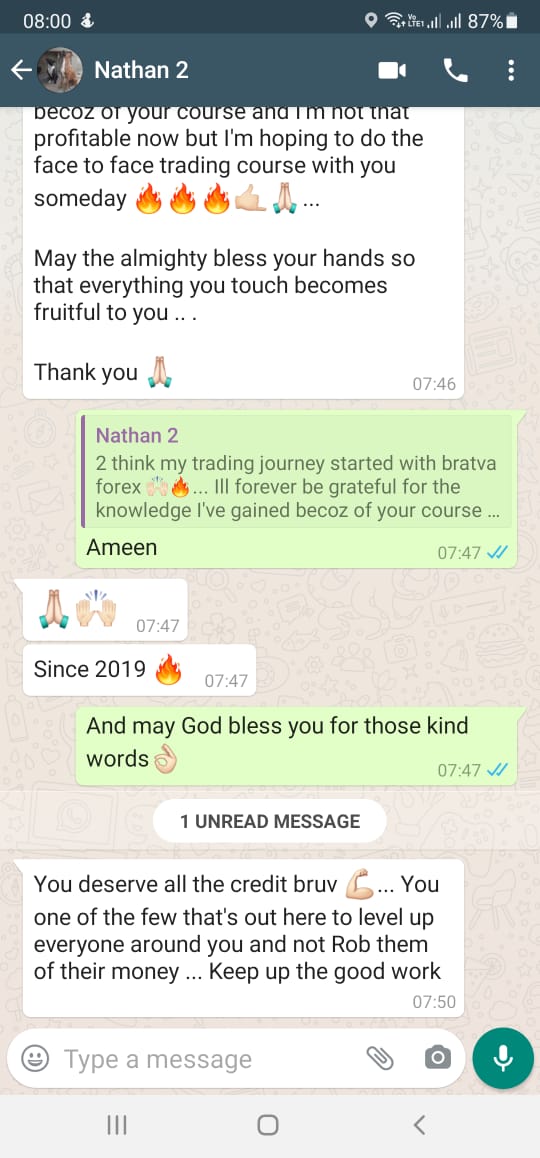 08:00
Vo
LTE1
87%
Nathan 2
becoz of your course and I'm not that
profitable now but I'm hoping to do the
face to face trading course with you
someday 🔥🔥🔥🤙🏻🙏🏻...
May the almighty bless your hands so
that everything you touch becomes
fruitful to you .. .
Thank you 🙏🏻
07:46
Nathan 2
2 think my trading journey started with bratva
forex 🙌🏻🔥... Ill forever be grateful for the
knowledge I've gained becoz of your course ...
Ameen
07:47
🙏🏻🙌🏻
07:47
Since 2019 🔥
07:47
And may God bless you for those kind
words👌🏻
07:47
1 UNREAD MESSAGE
You deserve all the credit bruv 💪🏻... You
one of the few that's out here to level up
everyone around you and not Rob them
of their money ... Keep up the good work
07:50
Type a message